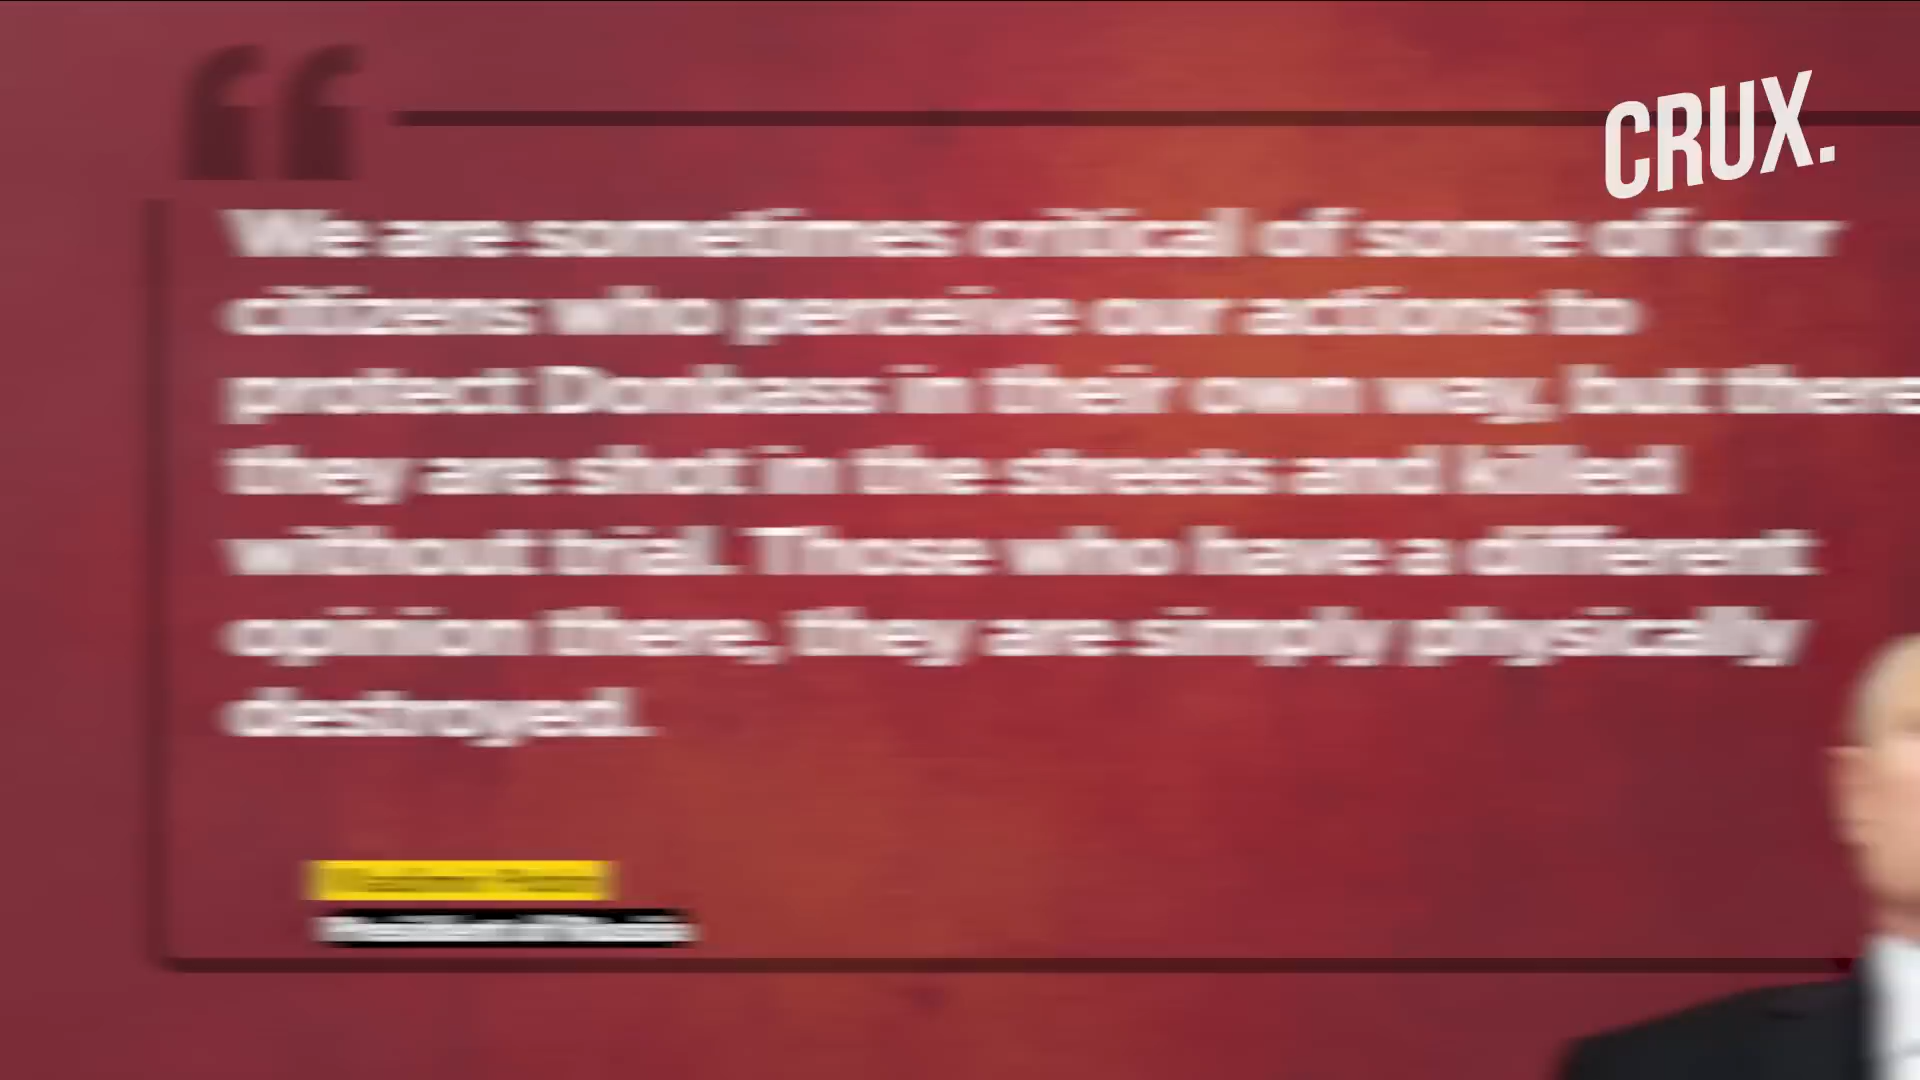 CRUX.
We are sometimes critical of some of our
citizens who perceive our actions to
protect Donbass in their own way, but there
they are shot in the streets and killed
without trial. Those who have a different
opinion there, they are simply physically
destroyed.